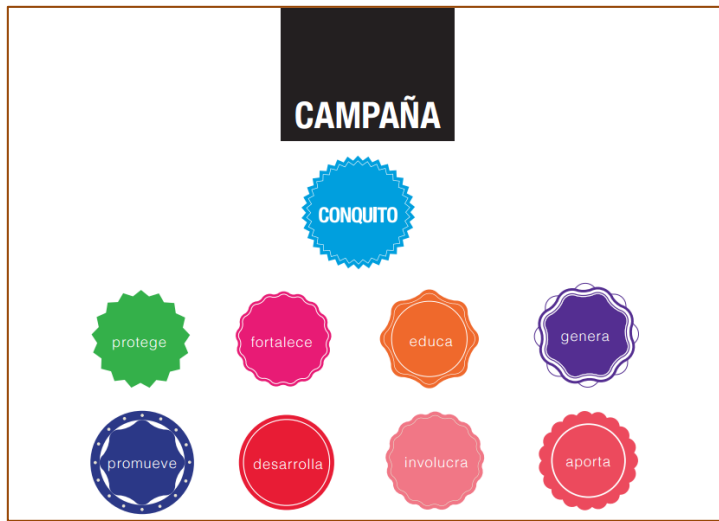 CAMPAÑA
CONQUITO
protege
fortalece
educa
genera
promueve
desarrolla
involucra
aporta